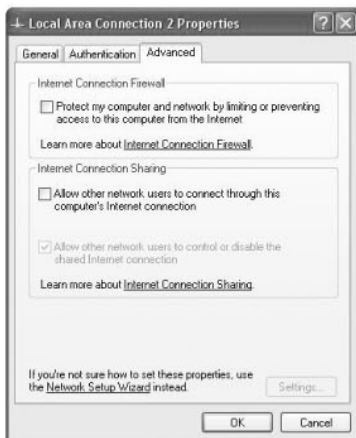 Local Area Connection 2 Properties
General Authentication Advanced
Internet Connection Firewall
Protect my computer and network by limiting or preventing
access to this computer from the Internet
Learn more about Internet Connection Firewall.
Internet Connection Sharing
Allow other network users to connect through this
computer's Internet connection
Allow other network users to control or disable the
shared Internet connection
Learn more about Internet Connection Sharing.
If you're not sure how to set these properties, use
the Network Setup Wizard instead.
Settings...
OK Cancel